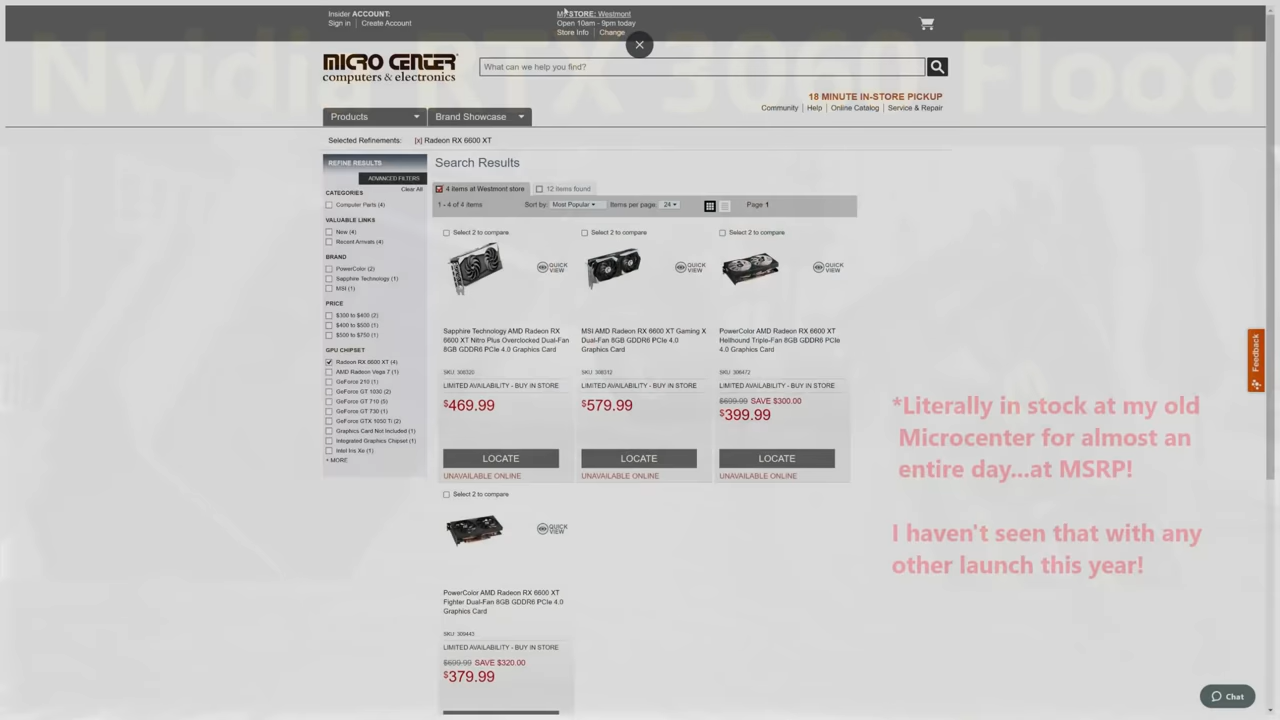 Insider ACCOUNT:
Sign in | Create Account
MY STORE: Westmont
Open 10am - 9pm today
Store Info | Change
MICRO CENTER
computers & electronics
What can we help you find?
18 MINUTE IN-STORE PICKUP
Community | Help | Online Catalog | Service & Repair
Products
Brand Showcase
Selected Refinements: [x] Radeon RX 6600 XT
REFINE RESULTS
ADVANCED FILTERS
Clear All
CATEGORIES
Computer Parts (4)
VALUABLE LINKS
New (4)
Recent Arrivals (4)
BRAND
PowerColor (2)
Sapphire Technology (1)
MSI (1)
PRICE
$300 to $400 (2)
$400 to $500 (1)
$500 to $750 (1)
GPU CHIPSET
Radeon RX 6600 XT (4)
AMD Radeon Vega 7 (1)
GeForce 210 (1)
GeForce GT 1030 (2)
GeForce GT 710 (5)
GeForce GT 730 (1)
GeForce GTX 1050 Ti (2)
Graphics Card Not Included (1)
Integrated Graphics Chipset (1)
Intel Iris Xe (1)
+ MORE
Search Results
4 items at Westmont store
12 items found
1 - 4 of 4 items
Sort by: Most Popular
Items per page: 24
Page 1
Select 2 to compare
QUICK VIEW
Sapphire Technology AMD Radeon RX
6600 XT Nitro Plus Overclocked Dual-Fan
8GB GDDR6 PCIe 4.0 Graphics Card
SKU: 308320
LIMITED AVAILABILITY - BUY IN STORE
$469.99
LOCATE
UNAVAILABLE ONLINE
Select 2 to compare
QUICK VIEW
MSI AMD Radeon RX 6600 XT Gaming X
Dual-Fan 8GB GDDR6 PCIe 4.0
Graphics Card
SKU: 308312
LIMITED AVAILABILITY - BUY IN STORE
$579.99
LOCATE
UNAVAILABLE ONLINE
Select 2 to compare
QUICK VIEW
PowerColor AMD Radeon RX 6600 XT
Hellhound Triple-Fan 8GB GDDR6 PCIe
4.0 Graphics Card
SKU: 306472
LIMITED AVAILABILITY - BUY IN STORE
$699.99 SAVE $300.00
$399.99
LOCATE
UNAVAILABLE ONLINE
Select 2 to compare
QUICK VIEW
PowerColor AMD Radeon RX 6600 XT
Fighter Dual-Fan 8GB GDDR6 PCIe 4.0
Graphics Card
SKU: 309443
LIMITED AVAILABILITY - BUY IN STORE
$699.99 SAVE $320.00
$379.99
*Literally in stock at my old
Microcenter for almost an
entire day...at MSRP!
I haven't seen that with any
other launch this year!
Feedback
Chat